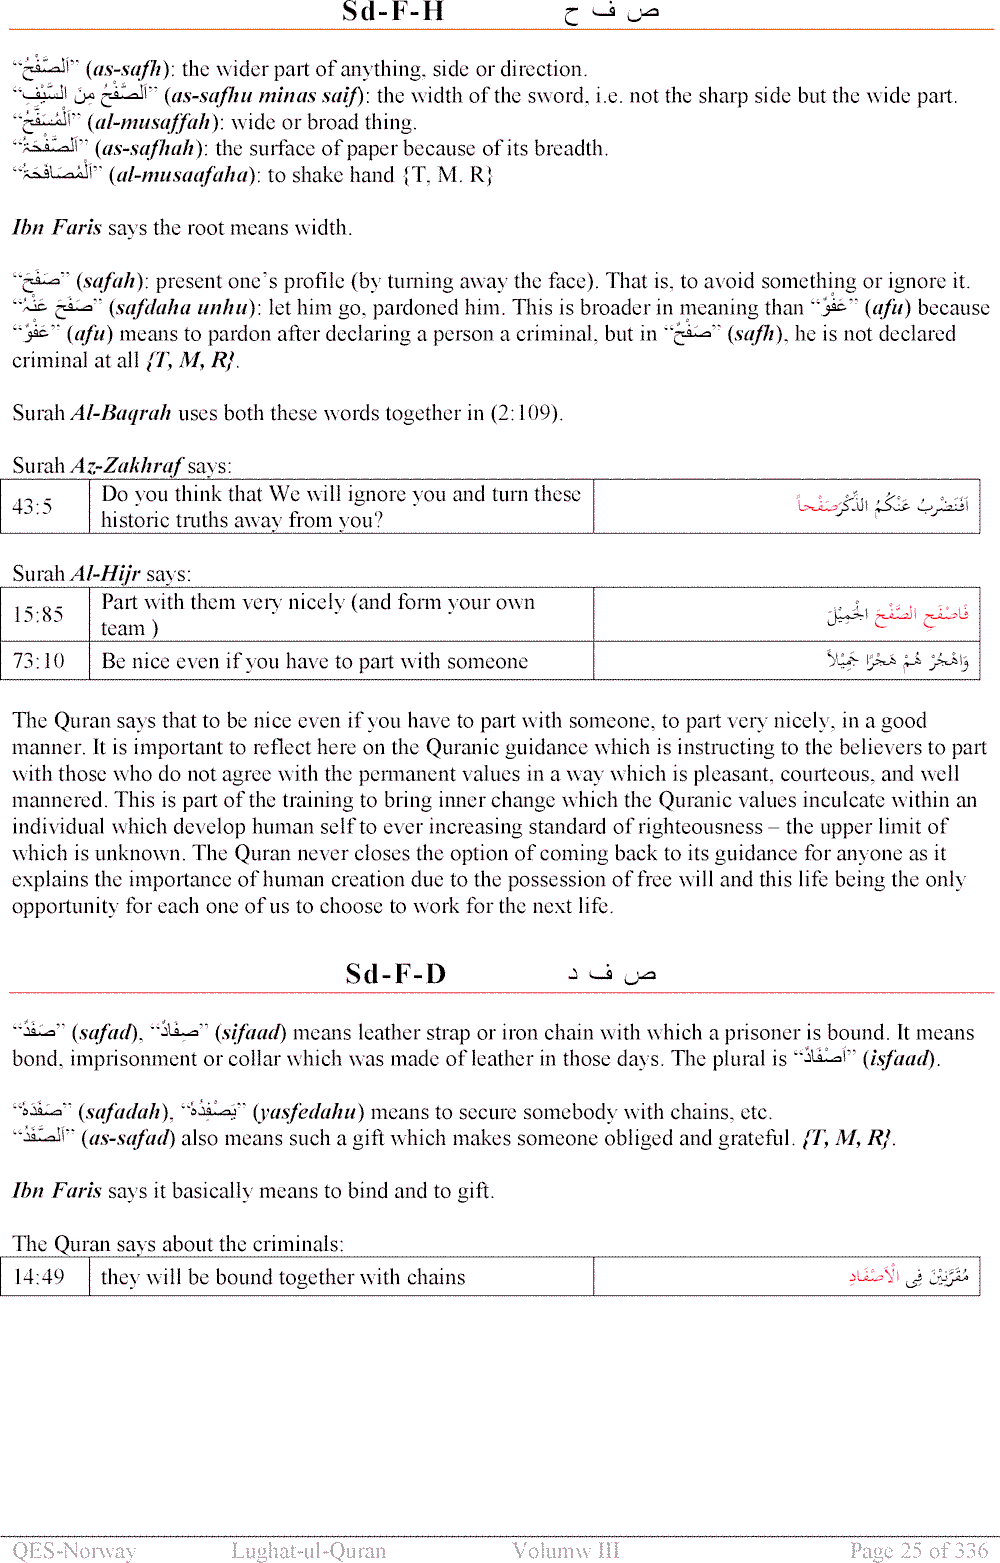 Sd-F-H ص ف ح
“اَلصَّفْحُ” (as-safh): the wider part of anything, side or direction.
“اَلصَّفْحُ مِنَ السَّيْفِ” (as-safhu minas saif): the width of the sword, i.e. not the sharp side but the wide part.
“اَلْمُسَفَّحُ” (al-musaffah): wide or broad thing.
“اَلصَّفْحَۃُ” (as-safhah): the surface of paper because of its breadth.
“اَلْمُصَافَحَۃُ” (al-musaafaha): to shake hand {T, M. R}
Ibn Faris says the root means width.
“صَفَحَ” (safah): present one’s profile (by turning away the face). That is, to avoid something or ignore it.
“صَفَحَ عَنْہُ” (safdaha unhu): let him go, pardoned him. This is broader in meaning than “عَفْوٌ” (afu) because
“عَفْوٌ” (afu) means to pardon after declaring a person a criminal, but in “صَفْحٌ” (safh), he is not declared
criminal at all {T, M, R}.
Surah Al-Baqrah uses both these words together in (2:109).
Surah Az-Zakhraf says:
43:5 Do you think that We will ignore you and turn these اَفَنَضْرِبُ عَنْكُمُ الذِّكْرَصَفْحاً
historic truths away from you?
Surah Al-Hijr says:
15:85 Part with them very nicely (and form your own فَاصْفَحِ الصَّفْحَ الْجَمِيْلَ
team )
73:10 Be nice even if you have to part with someone وَاهْجُرْ هُمْ هَجْرًا جَمِيْلاً
The Quran says that to be nice even if you have to part with someone, to part very nicely, in a good
manner. It is important to reflect here on the Quranic guidance which is instructing to the believers to part
with those who do not agree with the permanent values in a way which is pleasant, courteous, and well
mannered. This is part of the training to bring inner change which the Quranic values inculcate within an
individual which develop human self to ever increasing standard of righteousness – the upper limit of
which is unknown. The Quran never closes the option of coming back to its guidance for anyone as it
explains the importance of human creation due to the possession of free will and this life being the only
opportunity for each one of us to choose to work for the next life.
Sd-F-D ص ف د
“صَفَدٌ” (safad), “صِفَادٌ” (sifaad) means leather strap or iron chain with which a prisoner is bound. It means
bond, imprisonment or collar which was made of leather in those days. The plural is “اَصْفَادٌ” (isfaad).
“صَفَدَہٗ” (safadah), “يَصْفِدُہٗ” (yasfedahu) means to secure somebody with chains, etc.
“اَلصَّفَدُ” (as-safad) also means such a gift which makes someone obliged and grateful. {T, M, R}.
Ibn Faris says it basically means to bind and to gift.
The Quran says about the criminals:
14:49 they will be bound together with chains مُقَرَّنِيْنَ فِى الْاَصْفَادِ
QES-Norway Lughat-ul-Quran Volumw III Page 25 of 336